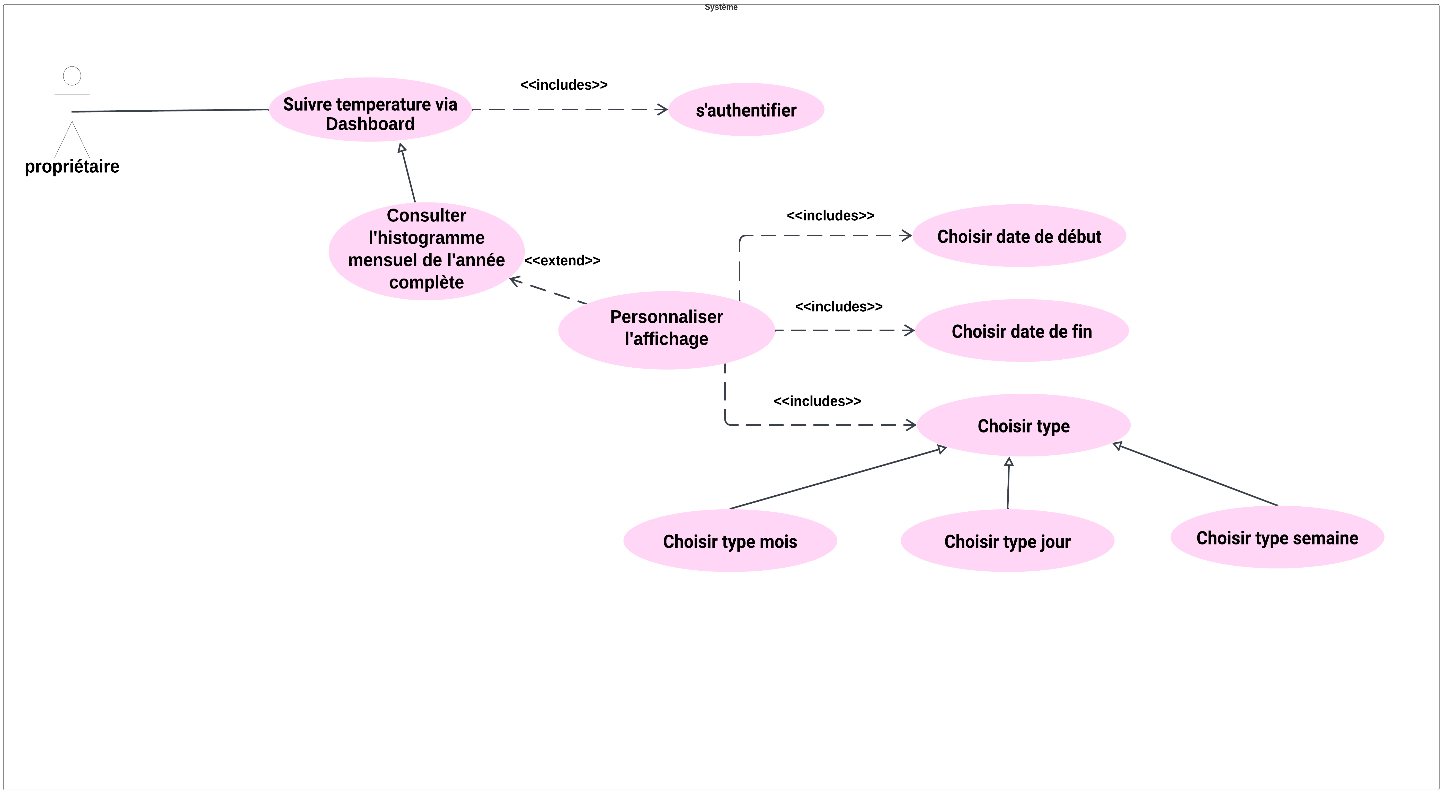 Système
<<includes>>
Suivre temperature via
Dashboard
s'authentifier
propriétaire
Consulter
l'histogramme
mensuel de l'année
complète
<<extend>>
<<includes>>
Choisir date de début
Personnaliser
l'affichage
<<includes>>
Choisir date de fin
<<includes>>
Choisir type
Choisir type mois
Choisir type jour
Choisir type semaine